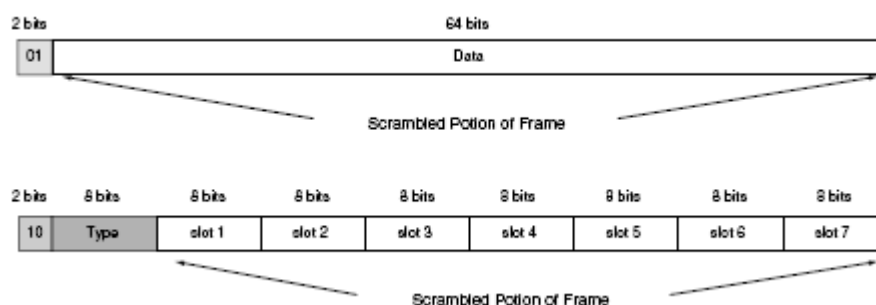 2 bits 64 bits
01 Data
Scrambled Potion of Frame
2 bits 8 bits 8 bits 8 bits 8 bits 8 bits 8 bits 8 bits 8 bits
10 Type slot 1 slot 2 slot 3 slot 4 slot 5 slot 6 slot 7
Scrambled Potion of Frame